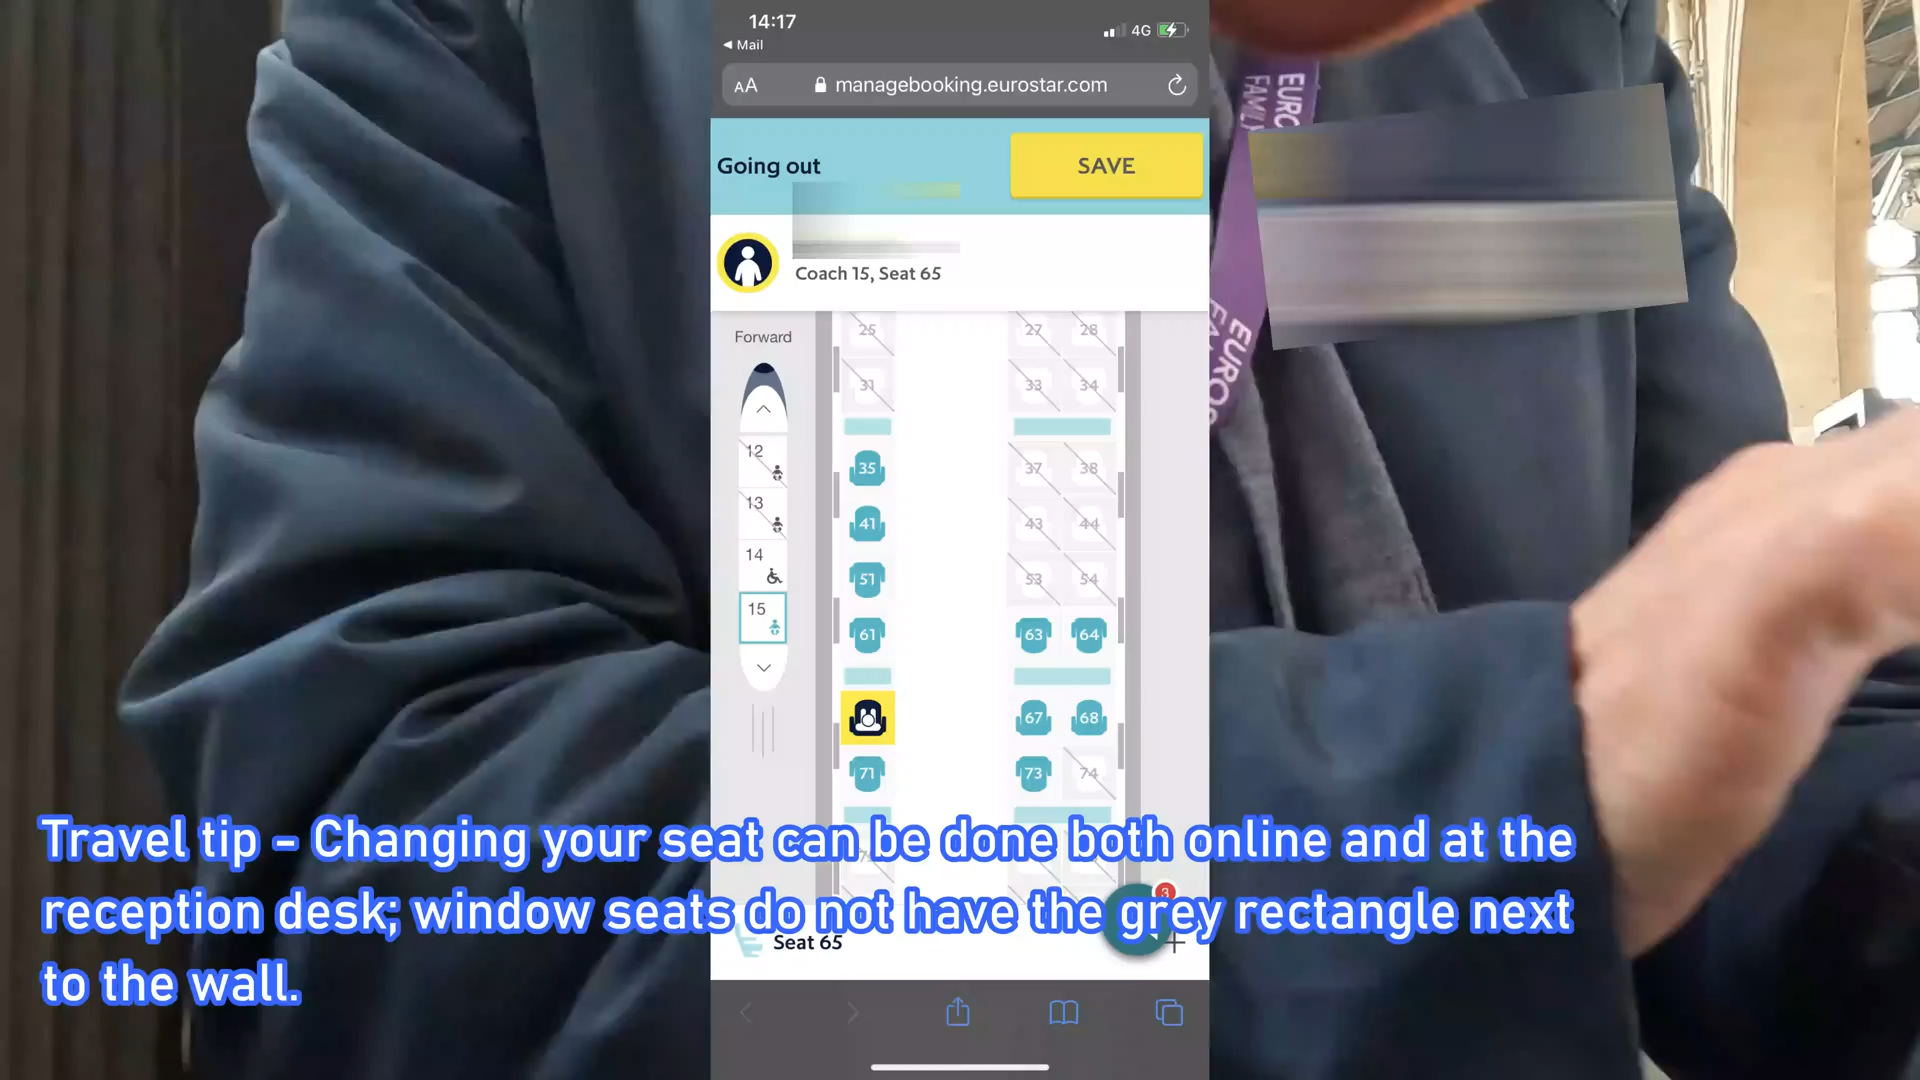 14:17
4G
Mail
AA managebooking.eurostar.com
Going out
SAVE
Coach 15, Seat 65
Forward
25 27 28
31 33 34
12
35 37 38
13
41 43 44
14
51 53 54
15
61 63 64
67 68
71 73 74
Travel tip - Changing your seat can be done both online and at the
reception desk; window seats do not have the grey rectangle next
to the wall.
3
Seat 65
EURO
FAMIL
EUROS